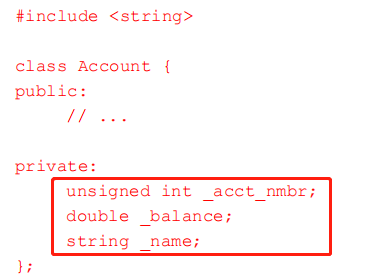 #include <string>
class Account {
public:
// ...
private:
unsigned int _acct_nmbr;
double _balance;
string _name;
};